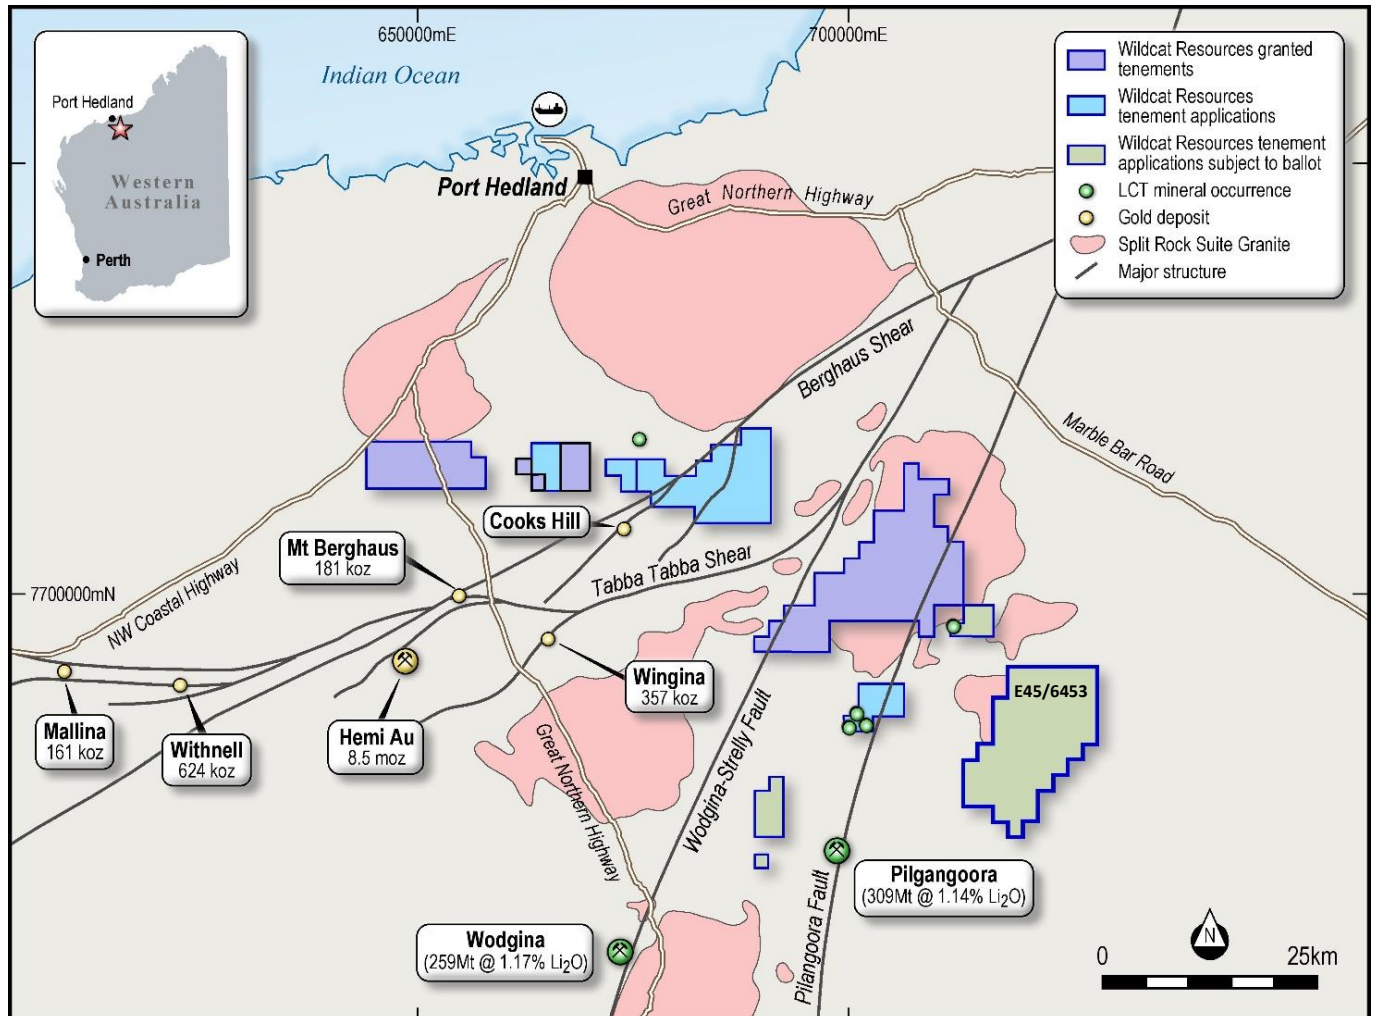 650000mE
700000mE
Indian Ocean
Port Hedland
Western
Australia
Perth
Wildcat Resources granted
tenements
Wildcat Resources
tenement applications
Wildcat Resources tenement
applications subject to ballot
LCT mineral occurrence
Gold deposit
Split Rock Suite Granite
Major structure
Port Hedland
Great Northern Highway
Berghaus Shear
Marble Bar Road
Cooks Hill
Mt Berghaus
181 koz
Tabba Tabba Shear
7700000mN
NW Coastal Highway
Wingina
357 koz
E45/6453
Mallina
161 koz
Withnell
624 koz
Hemi Au
8.5 moz
Great Northern Highway
Wodgina-Strelly Fault
Pilgangoora
(309Mt @ 1.14% Li2O)
Pilangoora Fault
Wodgina
(259Mt @ 1.17% Li2O)
N
0
25km